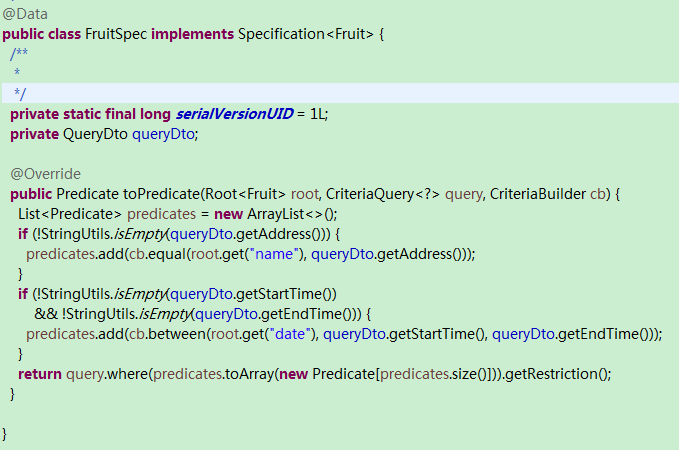 @Data
public class FruitSpec implements Specification<Fruit> {
/**
*
*/
private static final long serialVersionUID = 1L;
private QueryDto queryDto;
@Override
public Predicate toPredicate(Root<Fruit> root, CriteriaQuery<?> query, CriteriaBuilder cb) {
List<Predicate> predicates = new ArrayList<>();
if (!StringUtils.isEmpty(queryDto.getAddress())) {
predicates.add(cb.equal(root.get("name"), queryDto.getAddress()));
}
if (!StringUtils.isEmpty(queryDto.getStartTime())
&& !StringUtils.isEmpty(queryDto.getEndTime())) {
predicates.add(cb.between(root.get("date"), queryDto.getStartTime(), queryDto.getEndTime()));
}
return query.where(predicates.toArray(new Predicate[predicates.size()])).getRestriction();
}
}